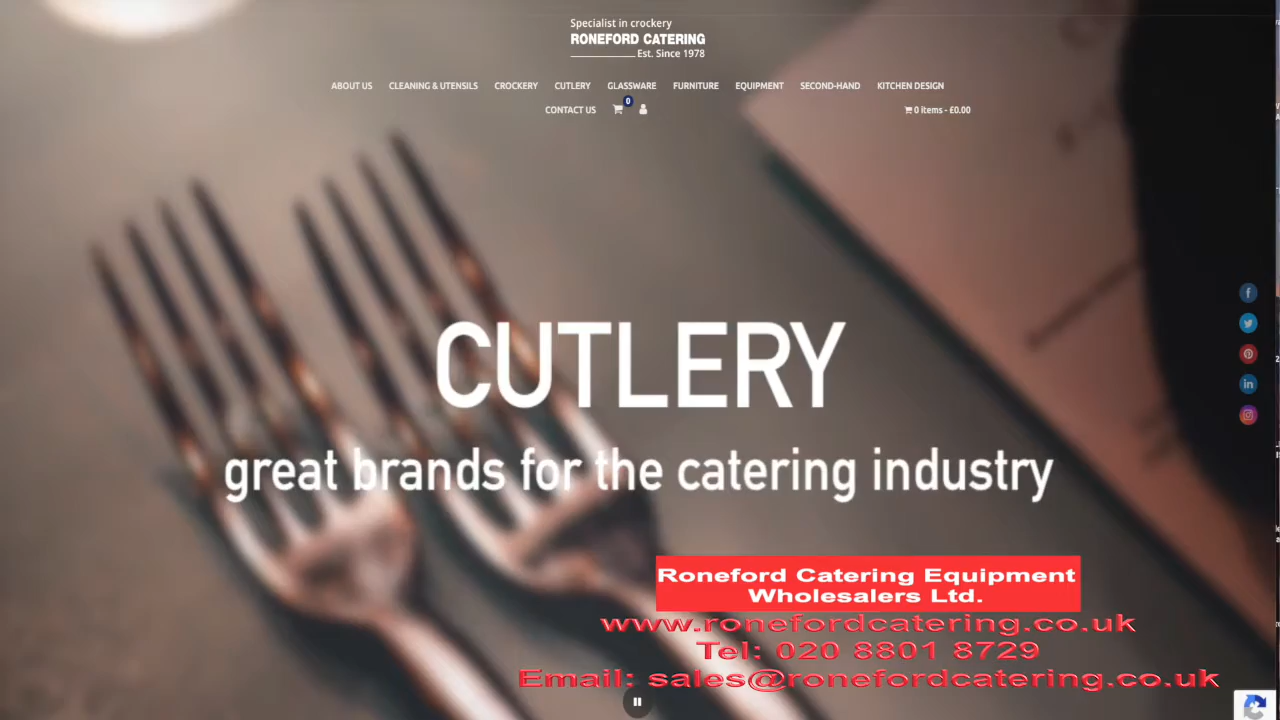 Specialist in crockery
RONEFORD CATERING
Est. Since 1978
ABOUT US CLEANING & UTENSILS CROCKERY CUTLERY GLASSWARE FURNITURE EQUIPMENT SECOND-HAND KITCHEN DESIGN
CONTACT US 0 0 items - £0.00
CUTLERY
great brands for the catering industry
Roneford Catering Equipment
Wholesalers Ltd.
www.ronefordcatering.co.uk
Tel: 020 8801 8729
Email: sales@ronefordcatering.co.uk